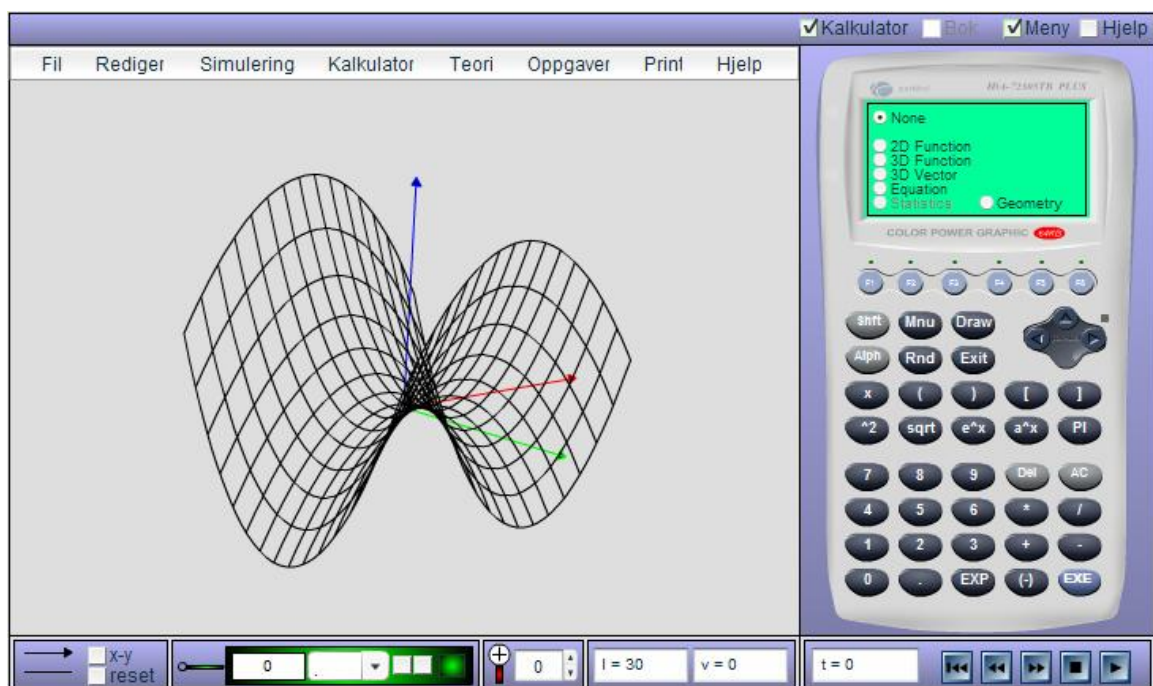 Kalkulator Bok Meny Hjelp
Fil Rediger Simulering Kalkulator Teori Oppgaver Print Hjelp
None
2D Function
3D Function
3D Vector
Equation
Statistics Geometry
COLOR POWER GRAPHIC
F1 F2 F3 F4 F5 F6
Shft Mnu Draw
Alph Rnd Exit
x ( ) [ ]
^2 sqrt e^x a^x PI
7 8 9 Del AC
4 5 6 * /
1 2 3 + -
0 . EXP (-) EXE
x-y
reset
0 .
0
l = 30
v = 0
t = 0